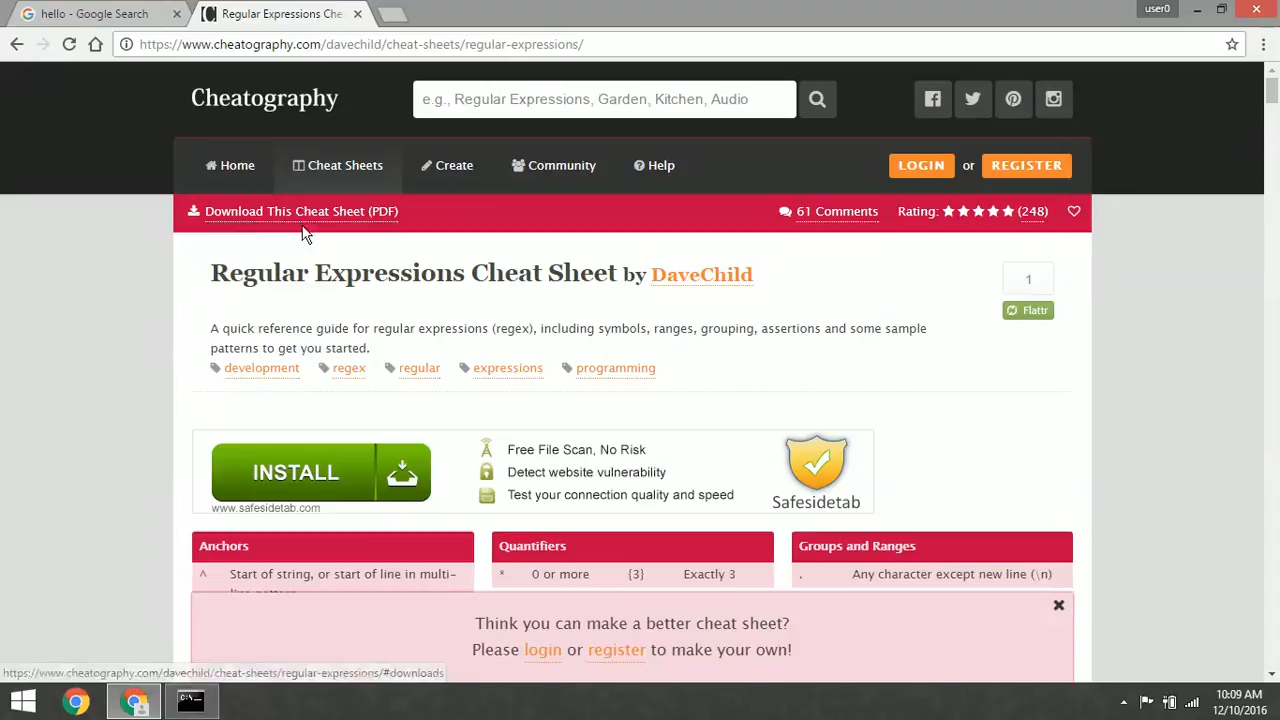 hello - Google Search
Regular Expressions Che
user0
https://www.cheatography.com/davechild/cheat-sheets/regular-expressions/
Cheatography
e.g., Regular Expressions, Garden, Kitchen, Audio
Home
Cheat Sheets
Create
Community
Help
LOGIN or REGISTER
Download This Cheat Sheet (PDF)
61 Comments
Rating: ★★★★★ (248)
Regular Expressions Cheat Sheet by DaveChild
1
Flattr
A quick reference guide for regular expressions (regex), including symbols, ranges, grouping, assertions and some sample
patterns to get you started.
development
regex
regular
expressions
programming
INSTALL
www.safesidetab.com
Free File Scan, No Risk
Detect website vulnerability
Test your connection quality and speed
Safesidetab
Anchors
Quantifiers
Groups and Ranges
^ Start of string, or start of line in multi-
* 0 or more {3} Exactly 3
. Any character except new line (\n)
Think you can make a better cheat sheet?
Please login or register to make your own!
https://www.cheatography.com/davechild/cheat-sheets/regular-expressions/#downloads
C:\
10:09 AM
12/10/2016